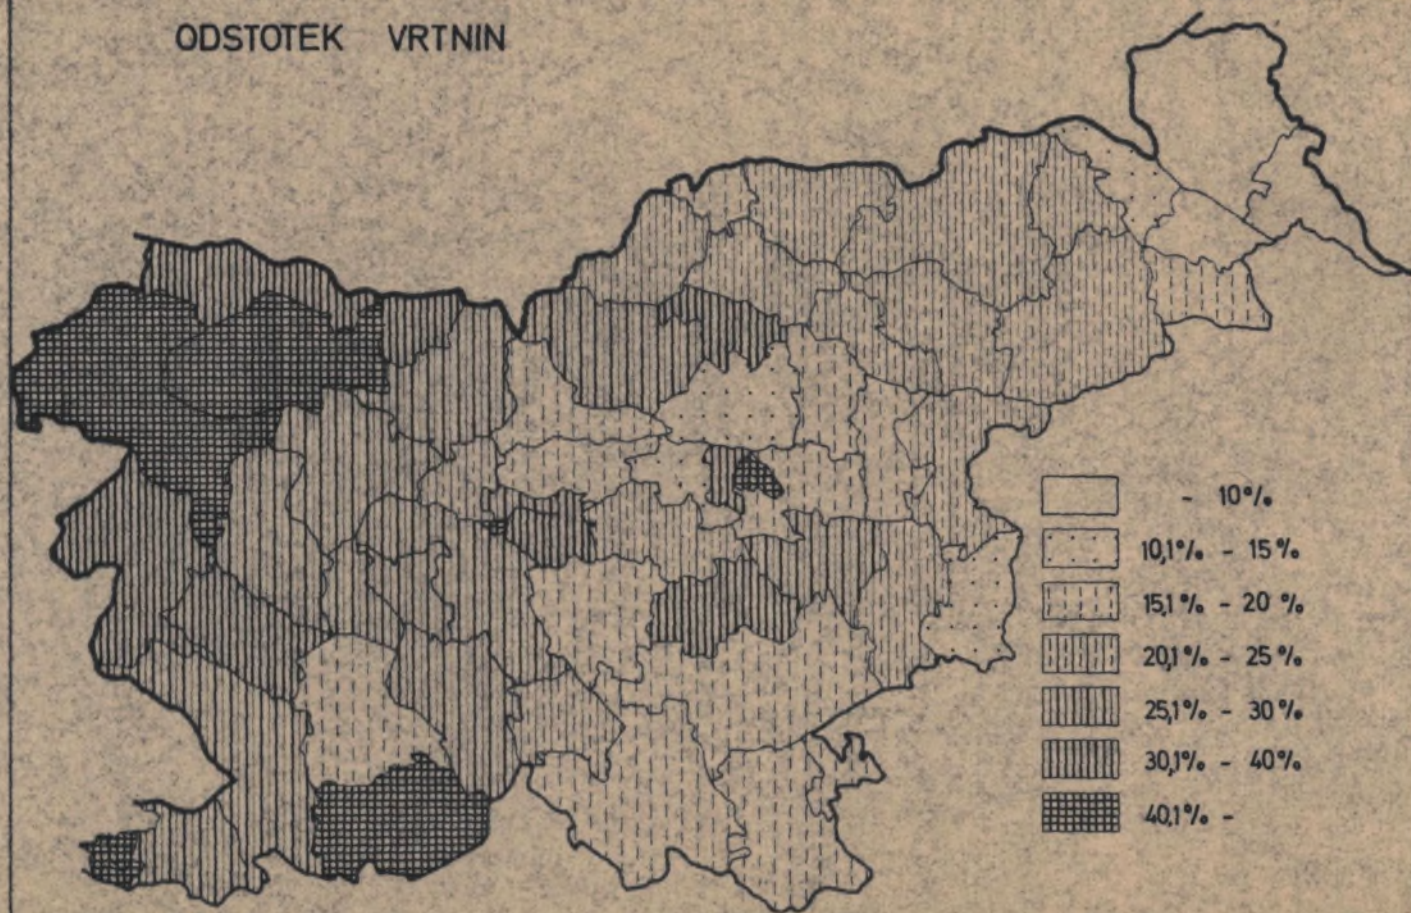 ODSTOTEK VRTNIN
- 10%
10,1% - 15%
15,1% - 20 %
20,1% - 25%
25,1% - 30%
30,1% - 40%
40,1% -